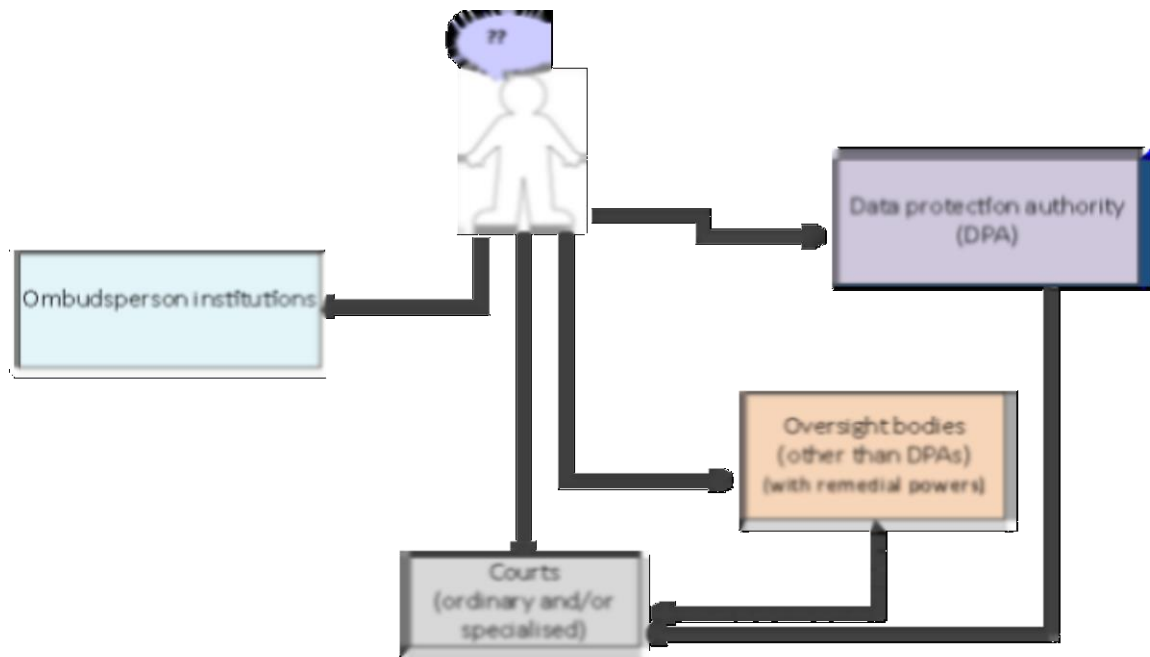 ??
Data protection authority
(DPA)
Ombudsperson institutions
Oversight bodies
(other than DPAs)
(with remedial powers)
Courts
(ordinary and/or
specialised)